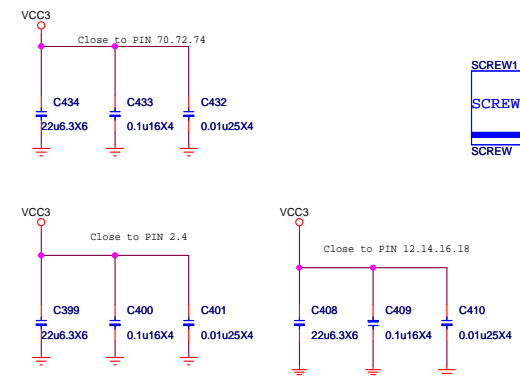 VCC3
Close to PIN 70.72.74
C434
C433
C432
22u6.3X6
0.1u16X4
0.01u25X4
SCREW1
SCREW
SCREW
VCC3
Close to PIN 2.4
C399
C400
C401
22u6.3X6
0.1u16X4
0.01u25X4
VCC3
Close to PIN 12.14.16.18
C408
C409
C410
22u6.3X6
0.1u16X4
0.01u25X4